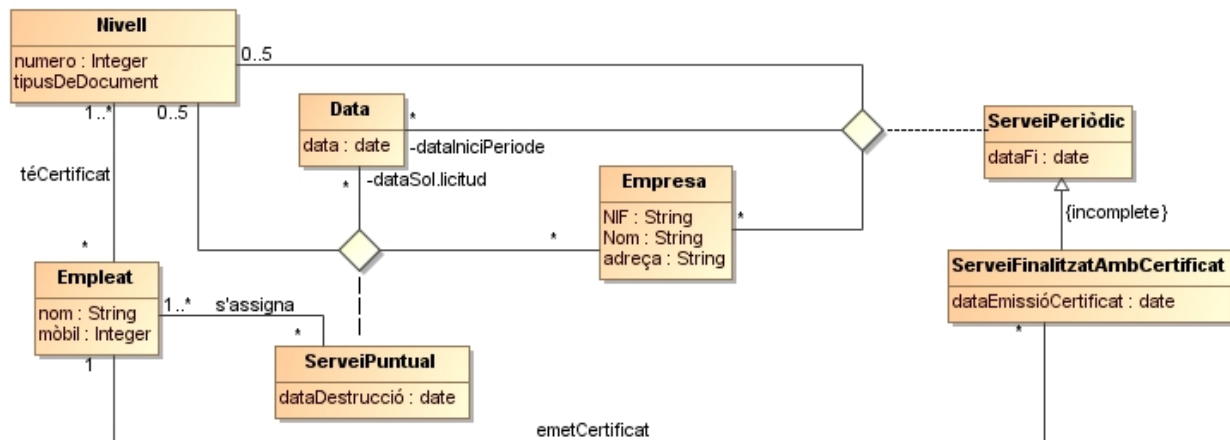 Nivell
numero : Integer
tipusDeDocument
0..5
1..*
0..5
Data
data : date
*
-dataIniciPeriode
ServeiPeriòdic
dataFi : date
téCertificat
*
-dataSol.licitud
Empresa
NIF : String
Nom : String
adreça : String
*
{incomplete}
*
*
Empleat
nom : String
mòbil : Integer
1..*
s'assigna
*
ServeiFinalitzatAmbCertificat
dataEmissióCertificat : date
*
1
ServeiPuntual
dataDestrucció : date
emetCertificat